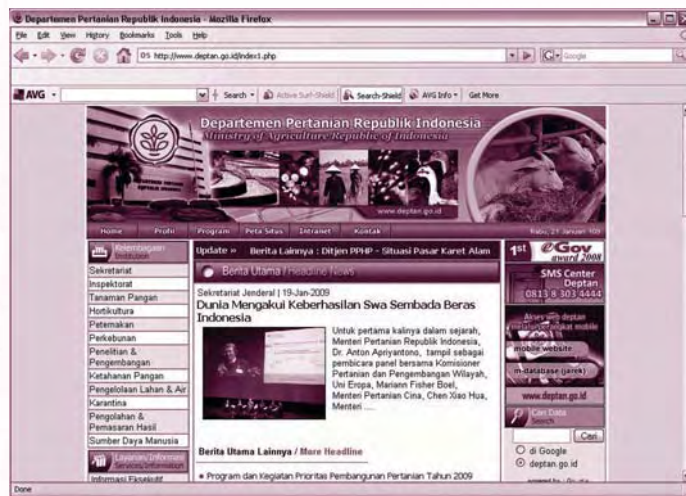 Departemen Pertanian Republik Indonesia - Mozilla Firefox
File Edit View History Bookmarks Tools Help
http://www.deptan.go.id/index1.php
Google
AVG Search Active Surf-Shield Search-Shield AVG Info Get More
Departemen Pertanian Republik Indonesia
Ministry of Agriculture Republic of Indonesia
www.deptan.go.id
Home Profil Program Peta Situs Intranet Kontak
Rabu, 21 Januari
Kelembagaan
Institution
Sekretariat
Inspektorat
Tanaman Pangan
Hortikultura
Peternakan
Perkebunan
Penelitian &
Pengembangan
Ketahanan Pangan
Pengelolaan Lahan & Air
Karantina
Pengolahan &
Pemasaran Hasil
Sumber Daya Manusia
Layanan/Informasi
Services/Information
Informasi Eksekutif
Update » Berita Lainnya : Ditjen PPHP - Situasi Pasar Karet Alam
Berita Utama / Headline News
Sekretariat Jenderal | 19-Jan-2009
Dunia Mengakui Keberhasilan Swa Sembada Beras
Indonesia
Untuk pertama kalinya dalam sejarah,
Menteri Pertanian Republik Indonesia,
Dr. Anton Apriyantono, tampil sebagai
pembicara panel bersama Komisioner
Pertanian dan Pengembangan Wilayah,
Uni Eropa, Mariann Fisher Boel,
Menteri Pertanian Cina, Chen Xiao Hua,
Menteri ....
Berita Utama Lainnya / More Headline
Program dan Kegiatan Prioritas Pembangunan Pertanian Tahun 2009
1st eGov
award 2008
SMS Center
Deptan
0813 8 303 4444
Akses web deptan
melalui perangkat mobile
mobile website
m-database (jarek)
www.deptan.go.id
Cari Data
Search
Cari
di Google
deptan.go.id
Done